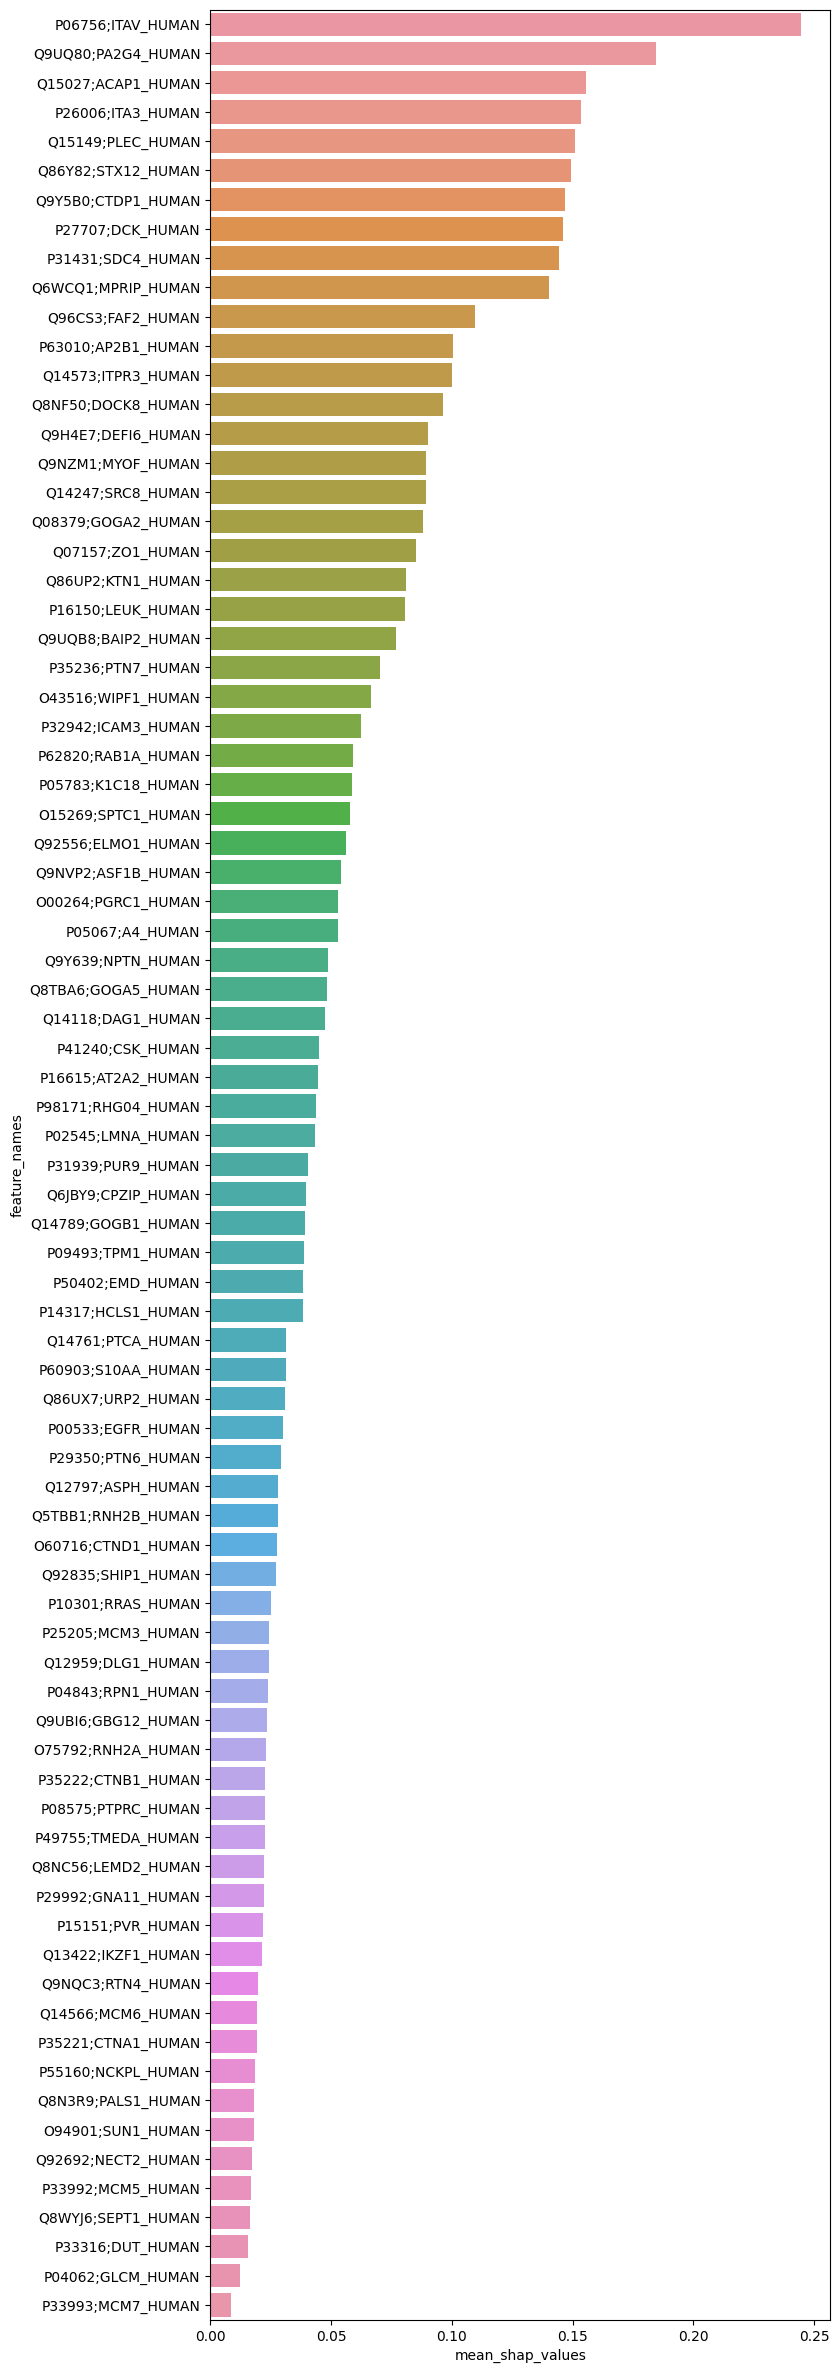 P06756;ITAV_HUMAN
Q9UQ80;PA2G4_HUMAN
Q15027;ACAP1_HUMAN
P26006;ITA3_HUMAN
Q15149;PLEC_HUMAN
Q86Y82;STX12_HUMAN
Q9Y5B0;CTDP1_HUMAN
P27707;DCK_HUMAN
P31431;SDC4_HUMAN
Q6WCQ1;MPRIP_HUMAN
Q96CS3;FAF2_HUMAN
P63010;AP2B1_HUMAN
Q14573;ITPR3_HUMAN
Q8NF50;DOCK8_HUMAN
Q9H4E7;DEFI6_HUMAN
Q9NZM1;MYOF_HUMAN
Q14247;SRC8_HUMAN
Q08379;GOGA2_HUMAN
Q07157;ZO1_HUMAN
Q86UP2;KTN1_HUMAN
P16150;LEUK_HUMAN
Q9UQB8;BAIP2_HUMAN
P35236;PTN7_HUMAN
O43516;WIPF1_HUMAN
P32942;ICAM3_HUMAN
P62820;RAB1A_HUMAN
P05783;K1C18_HUMAN
O15269;SPTC1_HUMAN
Q92556;ELMO1_HUMAN
Q9NVP2;ASF1B_HUMAN
O00264;PGRC1_HUMAN
P05067;A4_HUMAN
Q9Y639;NPTN_HUMAN
Q8TBA6;GOGA5_HUMAN
Q14118;DAG1_HUMAN
P41240;CSK_HUMAN
P16615;AT2A2_HUMAN
P98171;RHG04_HUMAN
P02545;LMNA_HUMAN
P31939;PUR9_HUMAN
Q6JBY9;CPZIP_HUMAN
Q14789;GOGB1_HUMAN
P09493;TPM1_HUMAN
P50402;EMD_HUMAN
P14317;HCLS1_HUMAN
Q14761;PTCA_HUMAN
P60903;S10AA_HUMAN
Q86UX7;URP2_HUMAN
P00533;EGFR_HUMAN
P29350;PTN6_HUMAN
Q12797;ASPH_HUMAN
Q5TBB1;RNH2B_HUMAN
O60716;CTND1_HUMAN
Q92835;SHIP1_HUMAN
P10301;RRAS_HUMAN
P25205;MCM3_HUMAN
Q12959;DLG1_HUMAN
P04843;RPN1_HUMAN
Q9UBI6;GBG12_HUMAN
O75792;RNH2A_HUMAN
P35222;CTNB1_HUMAN
P08575;PTPRC_HUMAN
P49755;TMEDA_HUMAN
Q8NC56;LEMD2_HUMAN
P29992;GNA11_HUMAN
P15151;PVR_HUMAN
Q13422;IKZF1_HUMAN
Q9NQC3;RTN4_HUMAN
Q14566;MCM6_HUMAN
P35221;CTNA1_HUMAN
P55160;NCKPL_HUMAN
Q8N3R9;PALS1_HUMAN
O94901;SUN1_HUMAN
Q92692;NECT2_HUMAN
P33992;MCM5_HUMAN
Q8WYJ6;SEPT1_HUMAN
P33316;DUT_HUMAN
P04062;GLCM_HUMAN
P33993;MCM7_HUMAN
feature_names
0.00 0.05 0.10 0.15 0.20 0.25
mean_shap_values